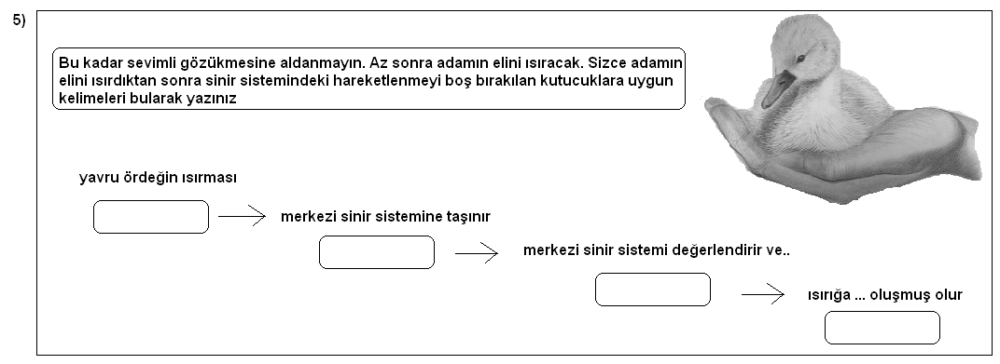 5)
Bu kadar sevimli gözükmesine aldanmayın. Az sonra adamın elini ısıracak. Sizce adamın
elini ısırdıktan sonra sinir sistemindeki hareketlenmeyi boş bırakılan kutucuklara uygun
kelimeleri bularak yazınız
yavru ördeğin ısırması
merkezi sinir sistemine taşınır
merkezi sinir sistemi değerlendirir ve..
ısırığa ... oluşmuş olur